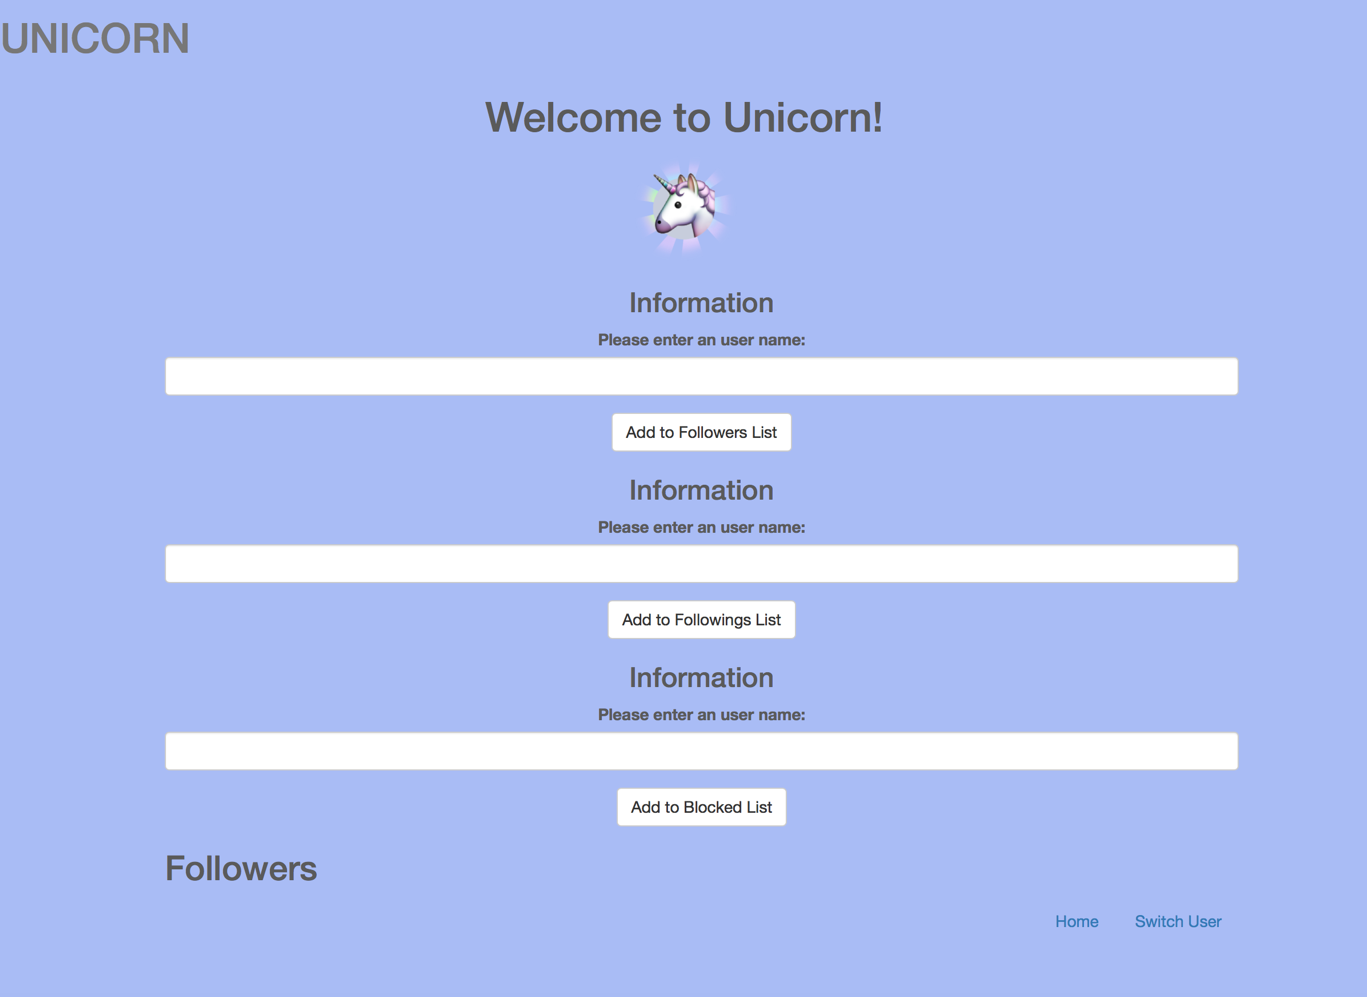 UNICORN
Welcome to Unicorn!
Information
Please enter an user name:
Add to Followers List
Information
Please enter an user name:
Add to Followings List
Information
Please enter an user name:
Add to Blocked List
Followers
Home Switch User